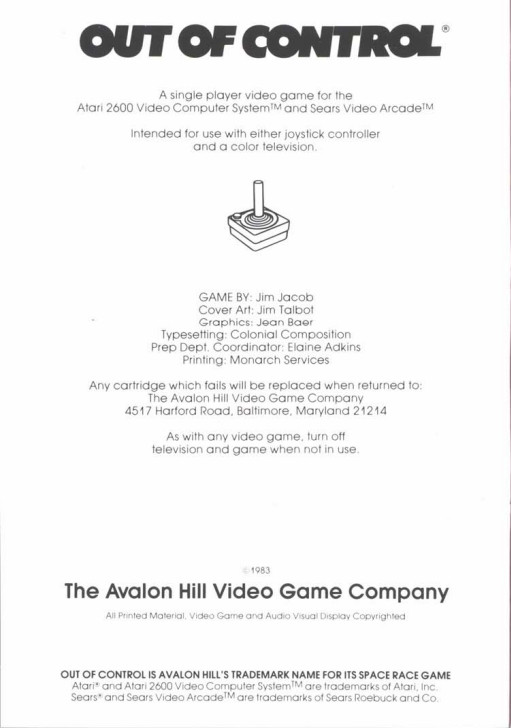 OUT OF CONTROL®
A single player video game for the
Atari 2600 Video Computer System™ and Sears Video Arcade™
Intended for use with either joystick controller
and a color television.
GAME BY: Jim Jacob
Cover Art: Jim Talbot
Graphics: Jean Baer
Typesetting: Colonial Composition
Prep Dept. Coordinator: Elaine Adkins
Printing: Monarch Services
Any cartridge which fails will be replaced when returned to:
The Avalon Hill Video Game Company
4517 Harford Road, Baltimore, Maryland 21214
As with any video game, turn off
television and game when not in use.
©1983
The Avalon Hill Video Game Company
All Printed Material, Video Game and Audio Visual Display Copyrighted
OUT OF CONTROL IS AVALON HILL'S TRADEMARK NAME FOR ITS SPACE RACE GAME
Atari® and Atari 2600 Video Computer System™ are trademarks of Atari, Inc.
Sears® and Sears Video Arcade™ are trademarks of Sears Roebuck and Co.